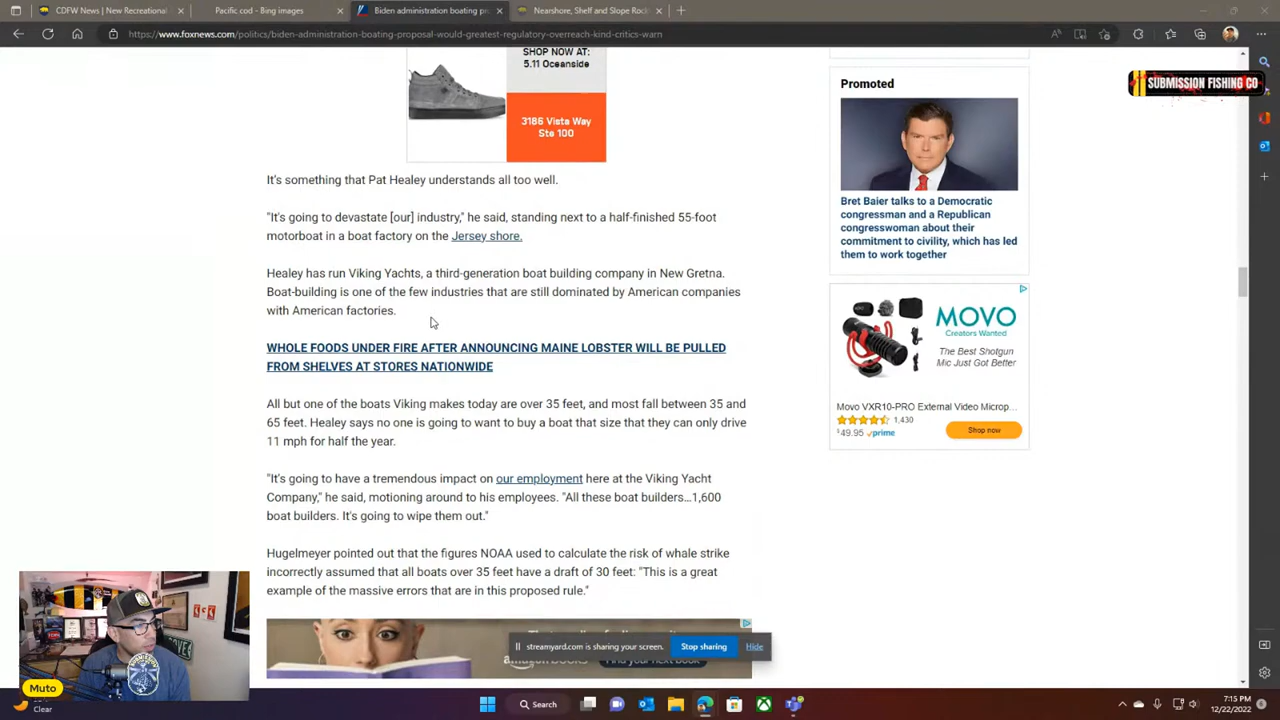 CDFW News | New Recreational
Pacific cod - Bing images
Biden administration boating pr
Nearshore, Shelf and Slope Rock
https://www.foxnews.com/politics/biden-administration-boating-proposal-would-greatest-regulatory-overreach-kind-critics-warn
SUBMISSION FISHING CO
SHOP NOW AT:
5.11 Oceanside
3186 Vista Way
Ste 100
It's something that Pat Healey understands all too well.
"It's going to devastate [our] industry," he said, standing next to a half-finished 55-foot
motorboat in a boat factory on the Jersey shore.
Healey has run Viking Yachts, a third-generation boat building company in New Gretna.
Boat-building is one of the few industries that are still dominated by American companies
with American factories.
WHOLE FOODS UNDER FIRE AFTER ANNOUNCING MAINE LOBSTER WILL BE PULLED
FROM SHELVES AT STORES NATIONWIDE
All but one of the boats Viking makes today are over 35 feet, and most fall between 35 and
65 feet. Healey says no one is going to want to buy a boat that size that they can only drive
11 mph for half the year.
"It's going to have a tremendous impact on our employment here at the Viking Yacht
Company," he said, motioning around to his employees. "All these boat builders...1,600
boat builders. It's going to wipe them out."
Hugelmeyer pointed out that the figures NOAA used to calculate the risk of whale strike
incorrectly assumed that all boats over 35 feet have a draft of 30 feet: "This is a great
example of the massive errors that are in this proposed rule."
Promoted
Bret Baier talks to a Democratic
congressman and a Republican
congresswoman about their
commitment to civility, which has led
them to work together
MOVO
Creators Wanted
The Best Shotgun
Mic Just Got Better
Movo VXR10-PRO External Video Microp...
1,430
$49.95 prime
Shop now
streamyard.com is sharing your screen.
Stop sharing
Hide
Muto
Clear
Search
7:15 PM
12/22/2022